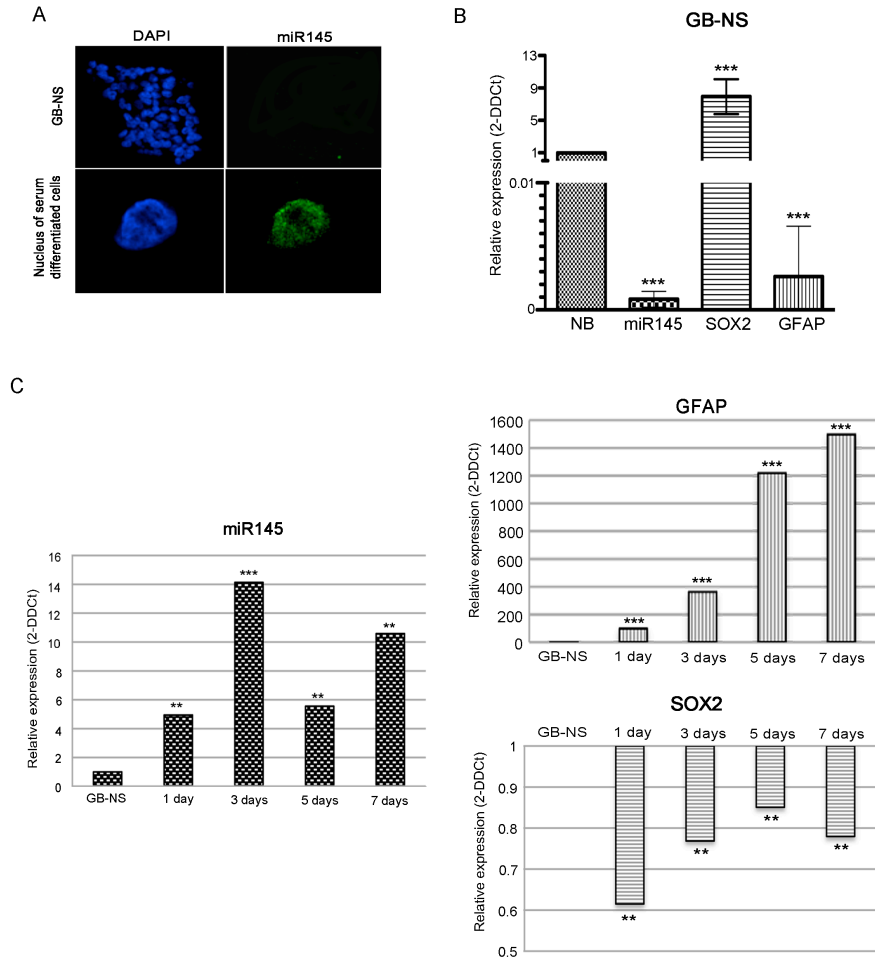 A
DAPI
miR145
GB-NS
Nucleus of serum
differentiated cells
B
GB-NS
Relative expression (2-DDCt)
13
9
5
1
0.01
0
***
***
***
NB
miR145
SOX2
GFAP
C
miR145
Relative expression (2-DDCt)
16
14
12
10
8
6
4
2
0
**
***
**
**
GB-NS
1 day
3 days
5 days
7 days
GFAP
Relative expression (2-DDCt)
1600
1400
1200
1000
800
600
400
200
0
***
***
***
***
GB-NS
1 day
3 days
5 days
7 days
SOX2
GB-NS
1 day
3 days
5 days
7 days
Relative expression (2-DDCt)
1
0.9
0.8
0.7
0.6
0.5
**
**
**
**